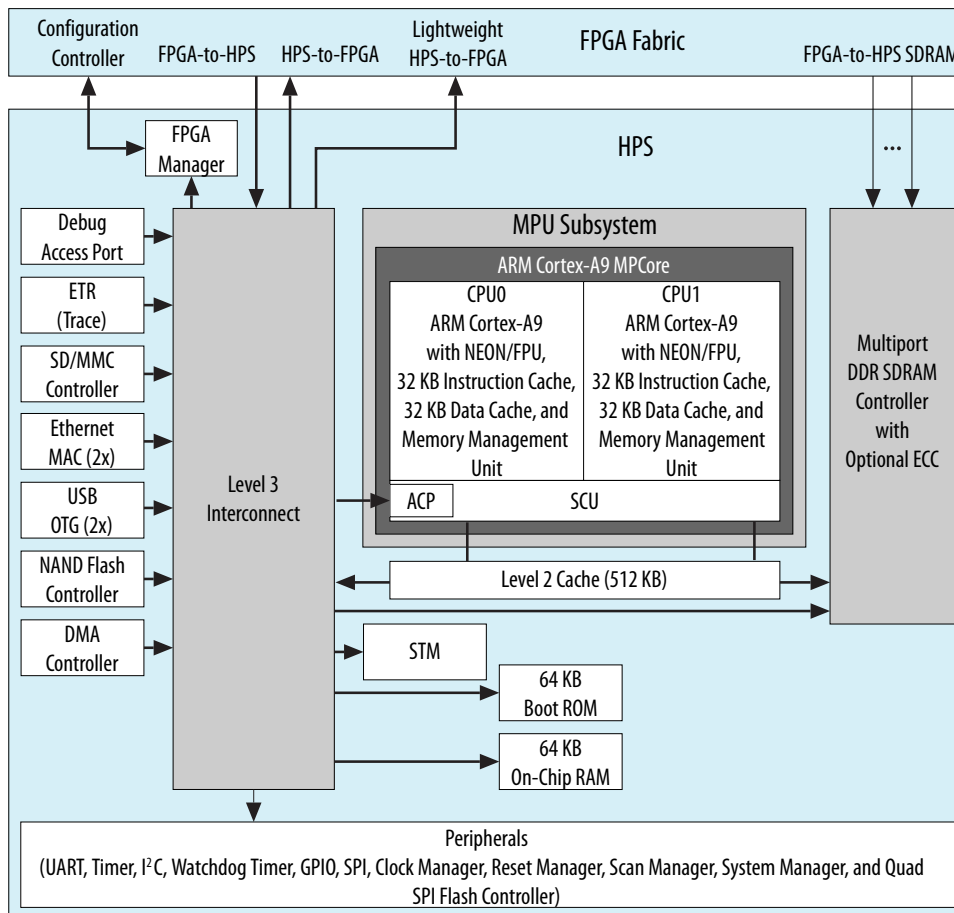 Configuration
Controller
FPGA-to-HPS
HPS-to-FPGA
Lightweight
HPS-to-FPGA
FPGA Fabric
FPGA-to-HPS SDRAM
FPGA
Manager
HPS
...
Debug
Access Port
ETR
(Trace)
SD/MMC
Controller
Ethernet
MAC (2x)
USB
OTG (2x)
NAND Flash
Controller
DMA
Controller
Level 3
Interconnect
MPU Subsystem
ARM Cortex-A9 MPCore
CPU0
ARM Cortex-A9
with NEON/FPU,
32 KB Instruction Cache,
32 KB Data Cache, and
Memory Management
Unit
CPU1
ARM Cortex-A9
with NEON/FPU,
32 KB Instruction Cache,
32 KB Data Cache, and
Memory Management
Unit
ACP
SCU
Level 2 Cache (512 KB)
Multiport
DDR SDRAM
Controller
with
Optional ECC
STM
64 KB
Boot ROM
64 KB
On-Chip RAM
Peripherals
(UART, Timer, I²C, Watchdog Timer, GPIO, SPI, Clock Manager, Reset Manager, Scan Manager, System Manager, and Quad
SPI Flash Controller)